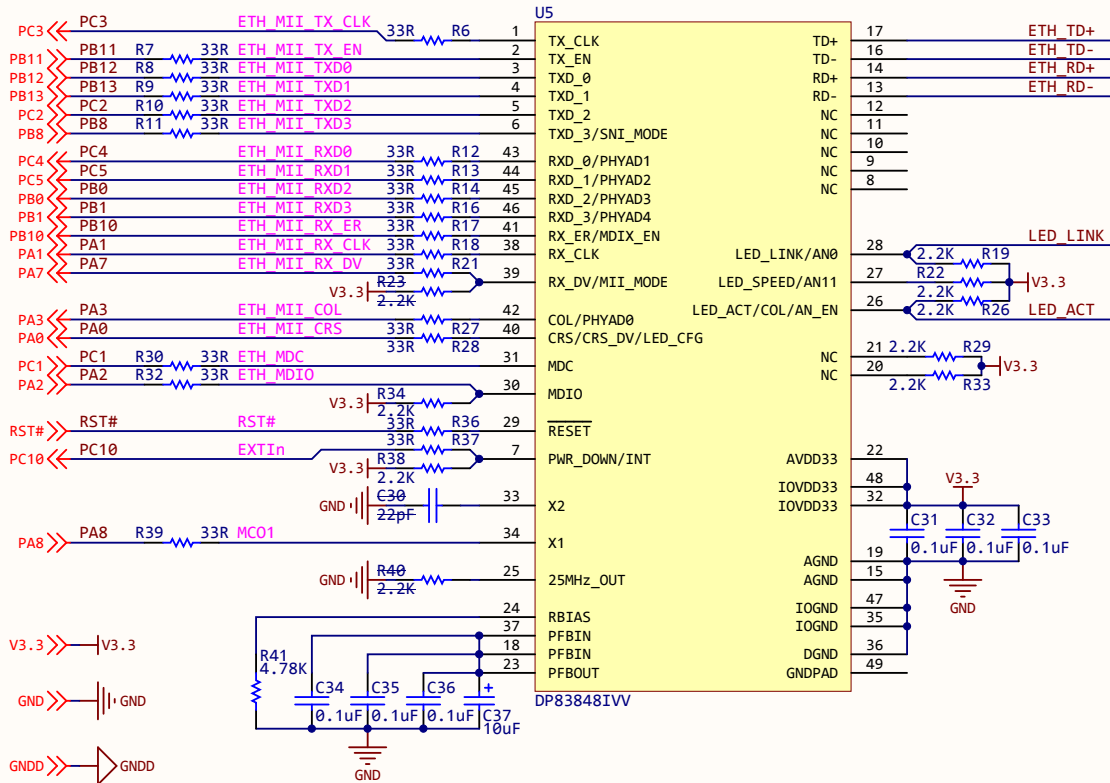 U5
PC3 PC3 ETH_MII_TX_CLK 33R R6 1 TX_CLK TD+ 17 ETH_TD+
PB11 PB11 R7 33R ETH_MII_TX_EN 2 TX_EN TD- 16 ETH_TD-
PB12 PB12 R8 33R ETH_MII_TXD0 3 TXD_0 RD+ 14 ETH_RD+
PB13 PB13 R9 33R ETH_MII_TXD1 4 TXD_1 RD- 13 ETH_RD-
PC2 PC2 R10 33R ETH_MII_TXD2 5 TXD_2 NC 12
PB8 PB8 R11 33R ETH_MII_TXD3 6 TXD_3/SNI_MODE NC 11
NC 10
PC4 PC4 ETH_MII_RXD0 33R R12 43 RXD_0/PHYAD1 NC 9
PC5 PC5 ETH_MII_RXD1 33R R13 44 RXD_1/PHYAD2 NC 8
PB0 PB0 ETH_MII_RXD2 33R R14 45 RXD_2/PHYAD3
PB1 PB1 ETH_MII_RXD3 33R R16 46 RXD_3/PHYAD4
PB10 PB10 ETH_MII_RX_ER 33R R17 41 RX_ER/MDIX_EN
PA1 PA1 ETH_MII_RX_CLK 33R R18 38 RX_CLK LED_LINK/AN0 28 2.2K R19 LED_LINK
PA7 PA7 ETH_MII_RX_DV 33R R21
V3.3 R23 2.2K 39 RX_DV/MII_MODE LED_SPEED/AN11 27 R22 2.2K V3.3
PA3 PA3 ETH_MII_COL 33R R27 42 COL/PHYAD0 LED_ACT/COL/AN_EN 26 2.2K R26 LED_ACT
PA0 PA0 ETH_MII_CRS 33R R28 40 CRS/CRS_DV/LED_CFG
PC1 PC1 R30 33R ETH_MDC 31 MDC NC 21 2.2K R29
PA2 PA2 R32 33R ETH_MDIO NC 20 2.2K R33 V3.3
V3.3 R34 2.2K 30 MDIO
RST# RST# RST# 33R R36 29 RESET
PC10 PC10 EXTIn 33R R37 7 PWR_DOWN/INT AVDD33 22
V3.3 R38 2.2K
IOVDD33 48 V3.3
GND C30 22pF 33 X2 IOVDD33 32
C31 0.1uF C32 0.1uF C33 0.1uF
PA8 PA8 R39 33R MCO1 34 X1
AGND 19
GND R40 2.2K 25 25MHz_OUT AGND 15
GND
24 RBIAS IOGND 47
37 PFBIN IOGND 35
V3.3 V3.3 18 PFBIN DGND 36
R41 4.78K 23 PFBOUT GNDPAD 49
GND GND C34 0.1uF C35 0.1uF C36 0.1uF + C37 10uF DP83848IVV
GNDD GNDD GND